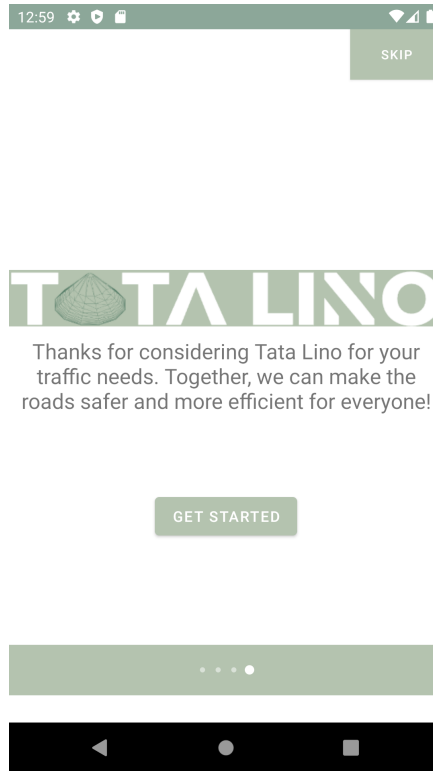 12:59
SKIP
TATA LINO
Thanks for considering Tata Lino for your
traffic needs. Together, we can make the
roads safer and more efficient for everyone!
GET STARTED